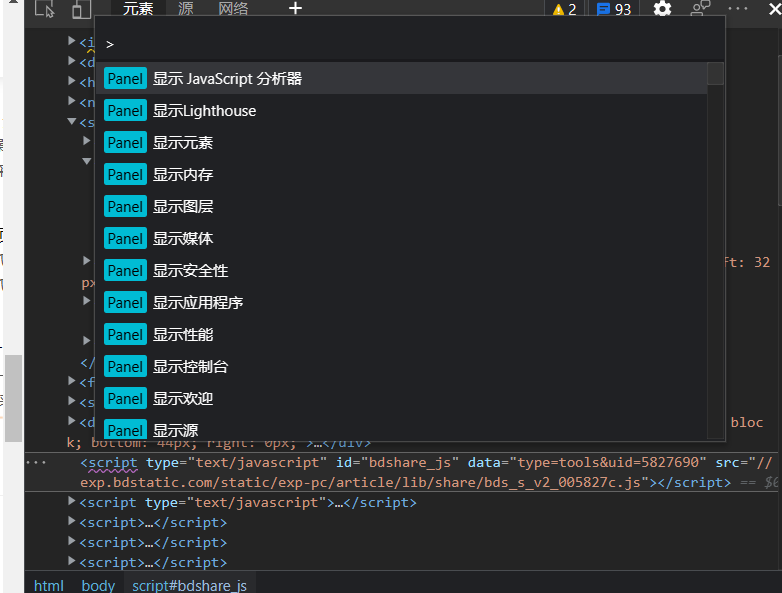 元素 源 网络 + 2 93 ···
<i
>
<d
Panel 显示 JavaScript 分析器
<h
Panel 显示Lighthouse
<n
<s
Panel 显示元素
Panel 显示内存
Panel 显示图层
Panel 显示媒体
ft: 32
Panel 显示安全性
px
Panel 显示应用程序
Panel 显示性能
</
Panel 显示控制台
<f
Panel 显示欢迎
<s
<d
bloc
Panel 显示源
k; bottom: 44px; right: 0px; >…</div>
··· <script type="text/javascript" id="bdshare_js" data="type=tools&uid=5827690" src="//
exp.bdstatic.com/static/exp-pc/article/lib/share/bds_s_v2_005827c.js"></script> == $0
<script type="text/javascript">…</script>
<script>…</script>
<script>…</script>
<script>…</script>
html body script#bdshare_js